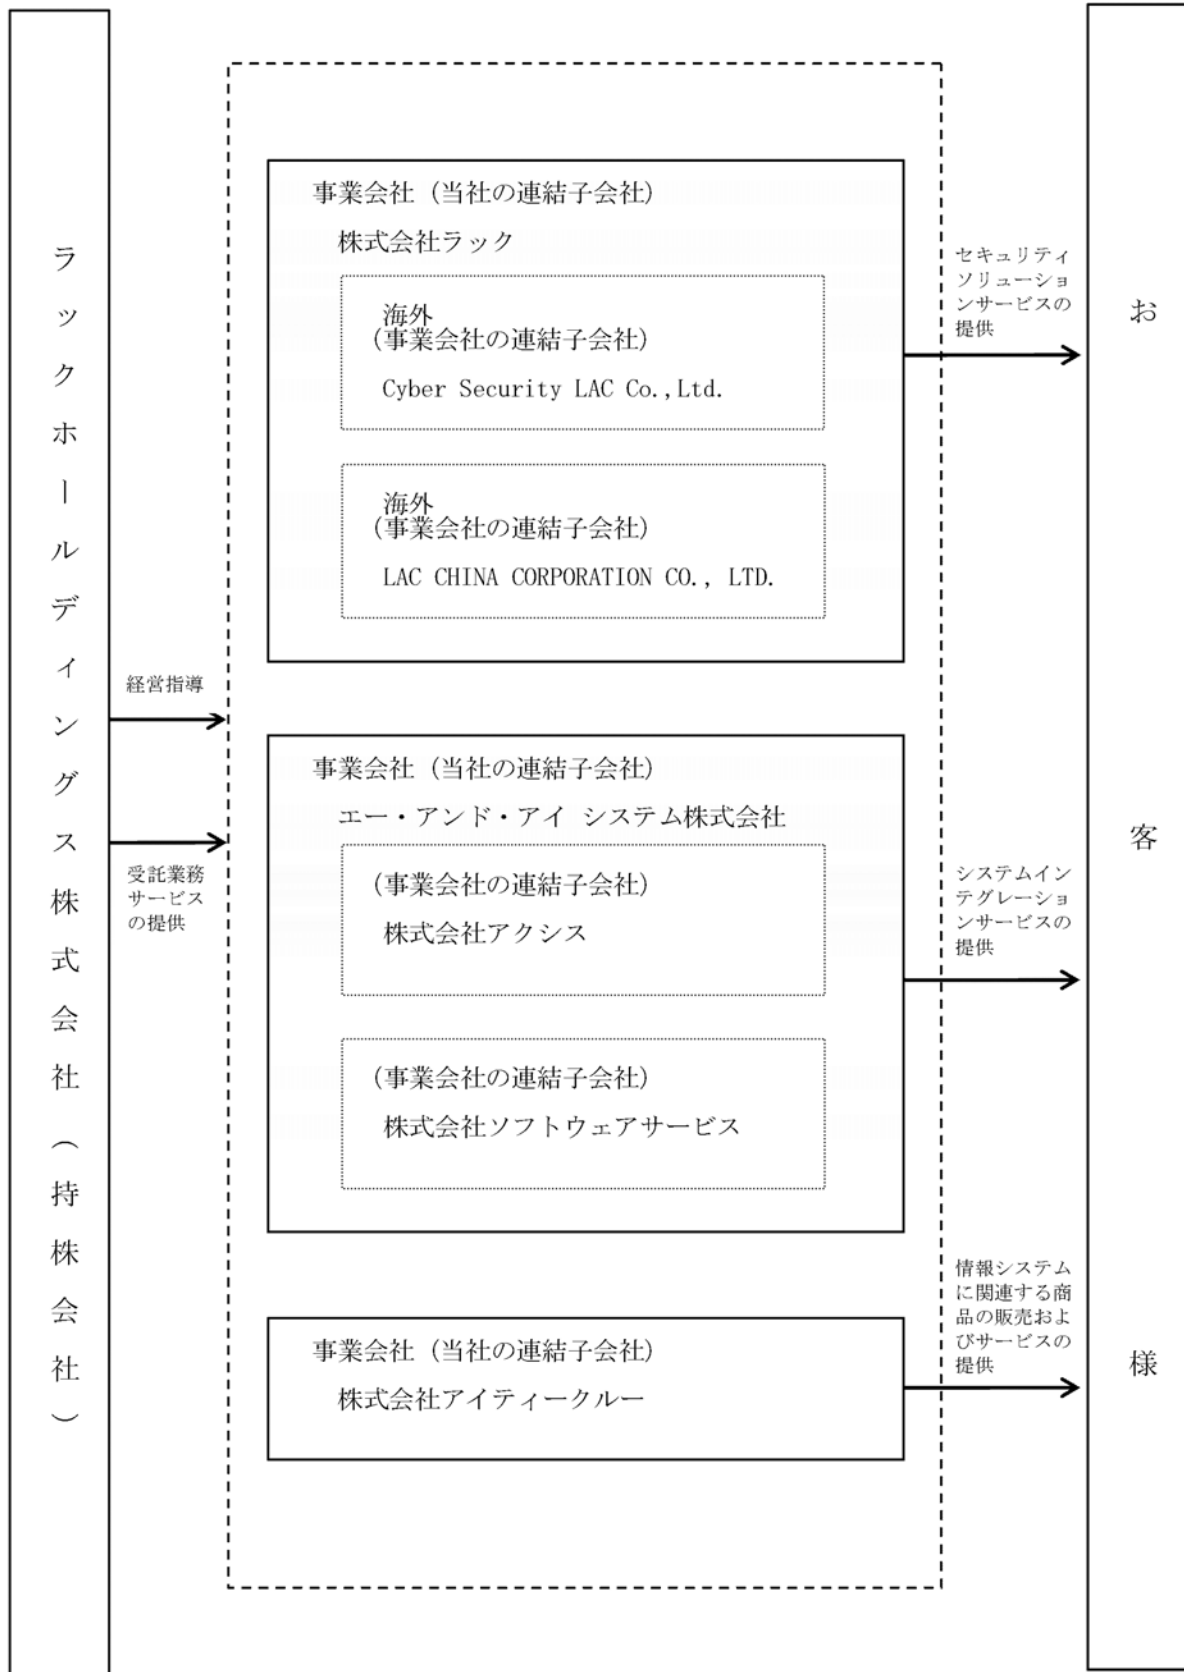 ラックホールディングス株式会社（持株会社）
経営指導
受託業務
サービス
の提供
事業会社（当社の連結子会社）
株式会社ラック
海外
（事業会社の連結子会社）
Cyber Security LAC Co.,Ltd.
海外
（事業会社の連結子会社）
LAC CHINA CORPORATION CO., LTD.
セキュリティ
ソリューショ
ンサービスの
提供
事業会社（当社の連結子会社）
エー・アンド・アイ システム株式会社
（事業会社の連結子会社）
株式会社アクシス
（事業会社の連結子会社）
株式会社ソフトウェアサービス
システムイン
テグレーショ
ンサービスの
提供
事業会社（当社の連結子会社）
株式会社アイティークルー
情報システム
に関連する商
品の販売およ
びサービスの
提供
お客様